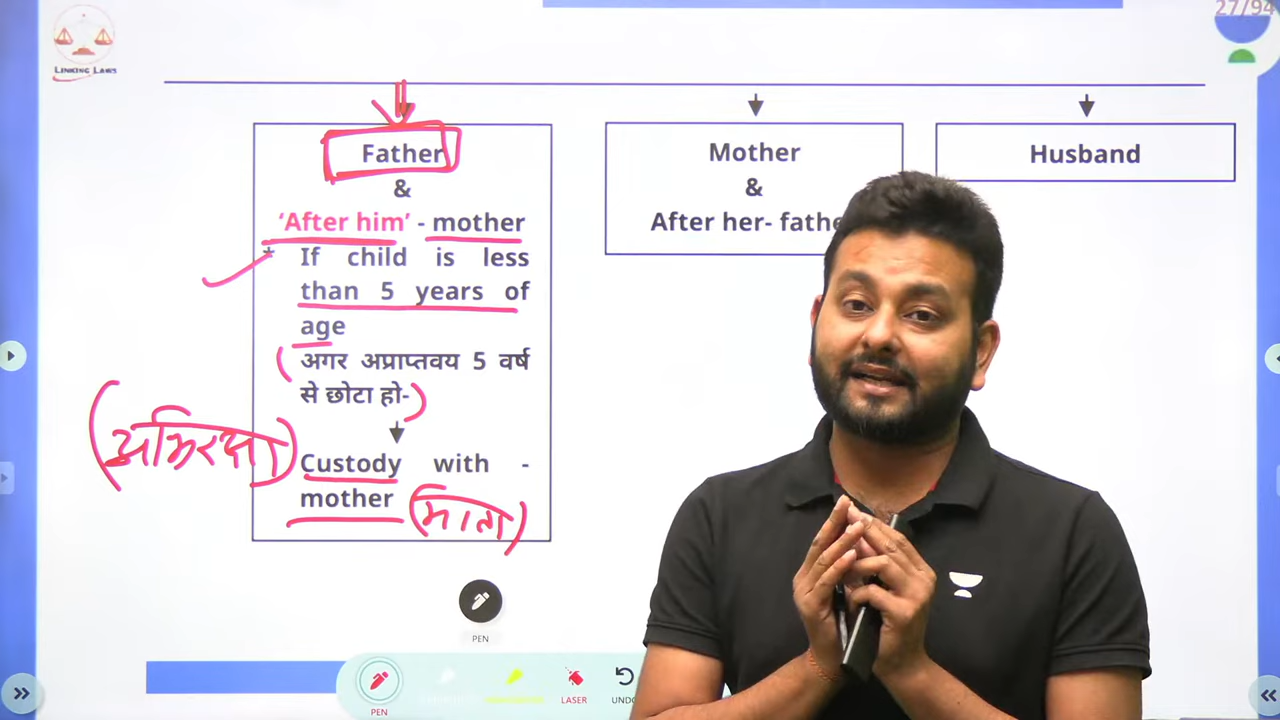 27/94
LINKING LAWS
Father
&
‘After him’ - mother
* If child is less
than 5 years of
age
(अगर अप्राप्तवय 5 वर्ष
से छोटा हो-)
(अभिरक्षा)
Custody with -
mother (माता)
Mother
&
After her- fathe
Husband
PEN
PEN
LASER
UNDO